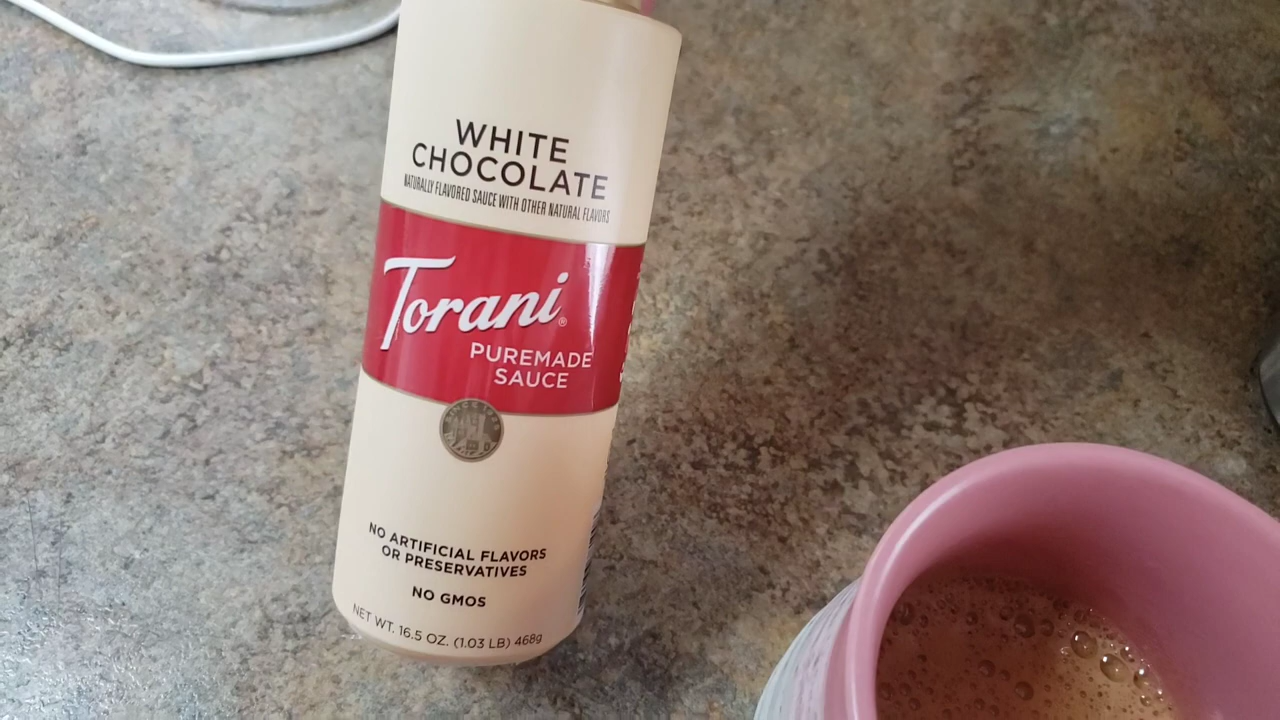 WHITE
CHOCOLATE
NATURALLY FLAVORED SAUCE WITH OTHER NATURAL FLAVORS
Torani®
PUREMADE
SAUCE
NO ARTIFICIAL FLAVORS
OR PRESERVATIVES
NO GMOS
NET WT. 16.5 OZ. (1.03 LB) 468g